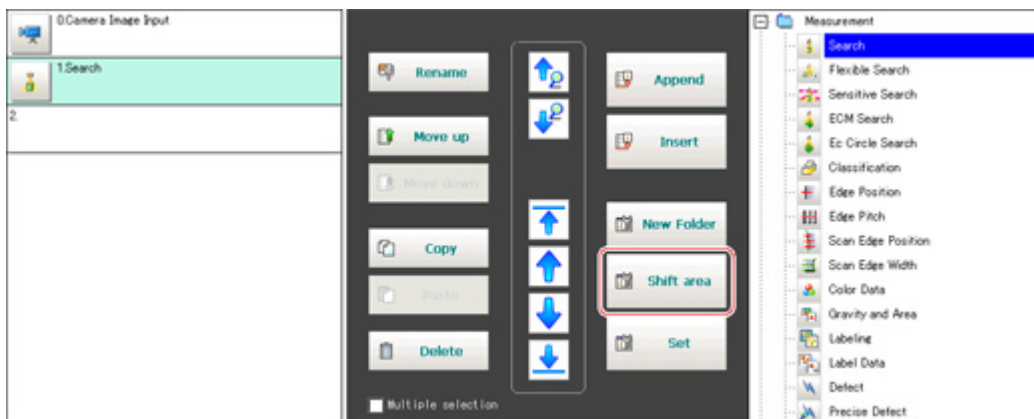 0.Camera Image Input
1.Search
2.
Rename
Move up
Move down
Copy
Paste
Delete
Multiple selection
Append
Insert
New Folder
Shift area
Set
Measurement
Search
Flexible Search
Sensitive Search
ECM Search
Ec Circle Search
Classification
Edge Position
Edge Pitch
Scan Edge Position
Scan Edge Width
Color Data
Gravity and Area
Labeling
Label Data
Defect
Precise Defect